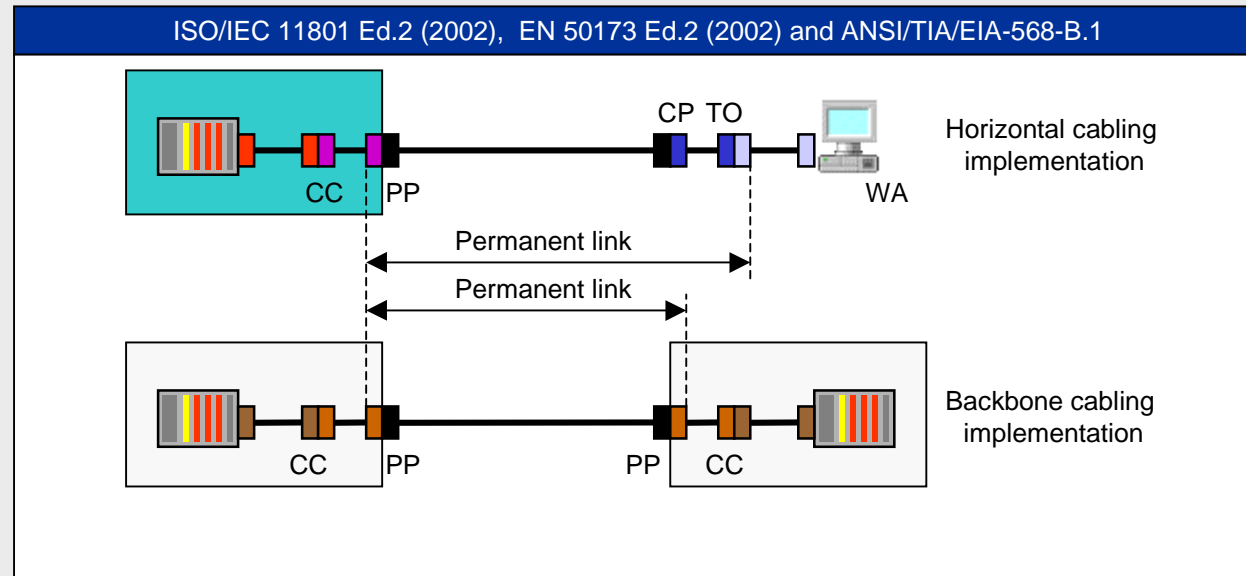 ISO/IEC 11801 Ed.2 (2002), EN 50173 Ed.2 (2002) and ANSI/TIA/EIA-568-B.1
CP TO
Horizontal cabling
implementation
CC PP WA
Permanent link
Permanent link
Backbone cabling
implementation
CC PP PP CC